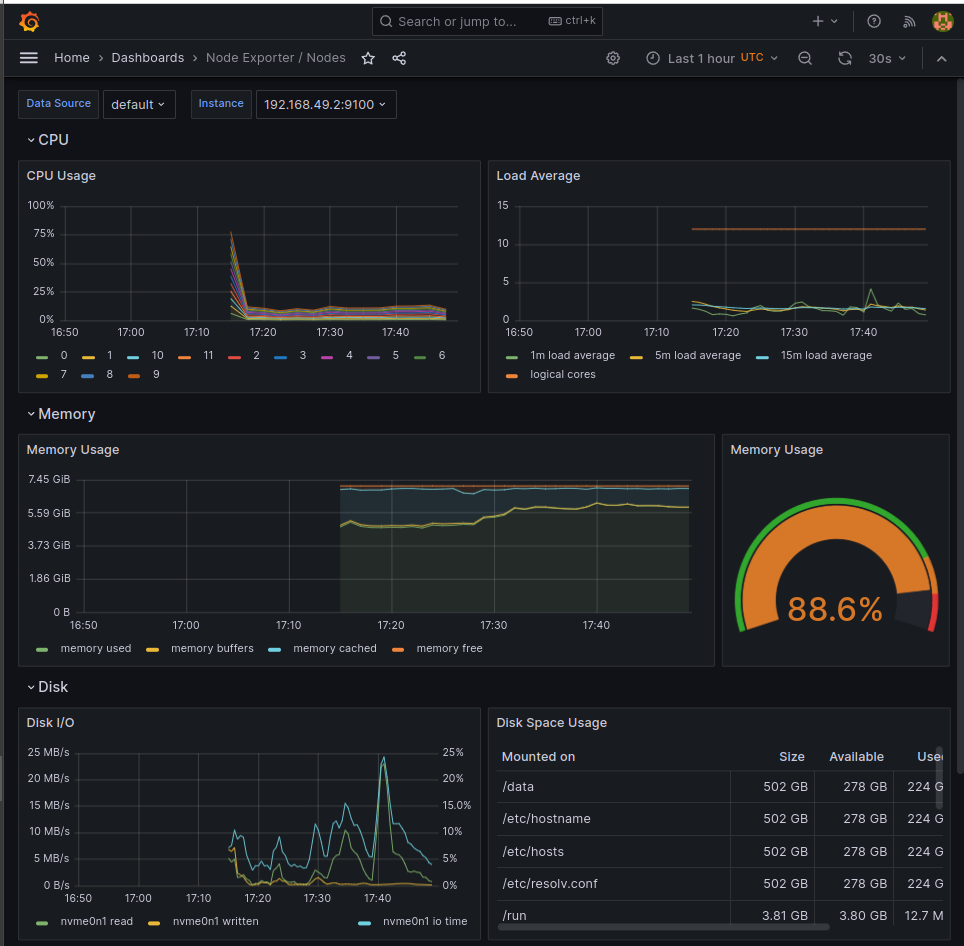 Search or jump to... ctrl+k
Home › Dashboards › Node Exporter / Nodes
Last 1 hour UTC 30s
Data Source default Instance 192.168.49.2:9100
CPU
CPU Usage
100%
75%
50%
25%
0%
16:50 17:00 17:10 17:20 17:30 17:40
0 1 10 11 2 3 4 5 6
7 8 9
Load Average
15
10
5
0
16:50 17:00 17:10 17:20 17:30 17:40
1m load average 5m load average 15m load average
logical cores
Memory
Memory Usage
7.45 GiB
5.59 GiB
3.73 GiB
1.86 GiB
0 B
16:50 17:00 17:10 17:20 17:30 17:40
memory used memory buffers memory cached memory free
Memory Usage
88.6%
Disk
Disk I/O
25 MB/s 25%
20 MB/s 20%
15 MB/s 15.0%
10 MB/s 10%
5 MB/s 5%
0 B/s 0%
16:50 17:00 17:10 17:20 17:30 17:40
nvme0n1 read nvme0n1 written nvme0n1 io time
Disk Space Usage
Mounted on Size Available Used
/data 502 GB 278 GB 224 G
/etc/hostname 502 GB 278 GB 224 G
/etc/hosts 502 GB 278 GB 224 G
/etc/resolv.conf 502 GB 278 GB 224 G
/run 3.81 GB 3.80 GB 12.7 M